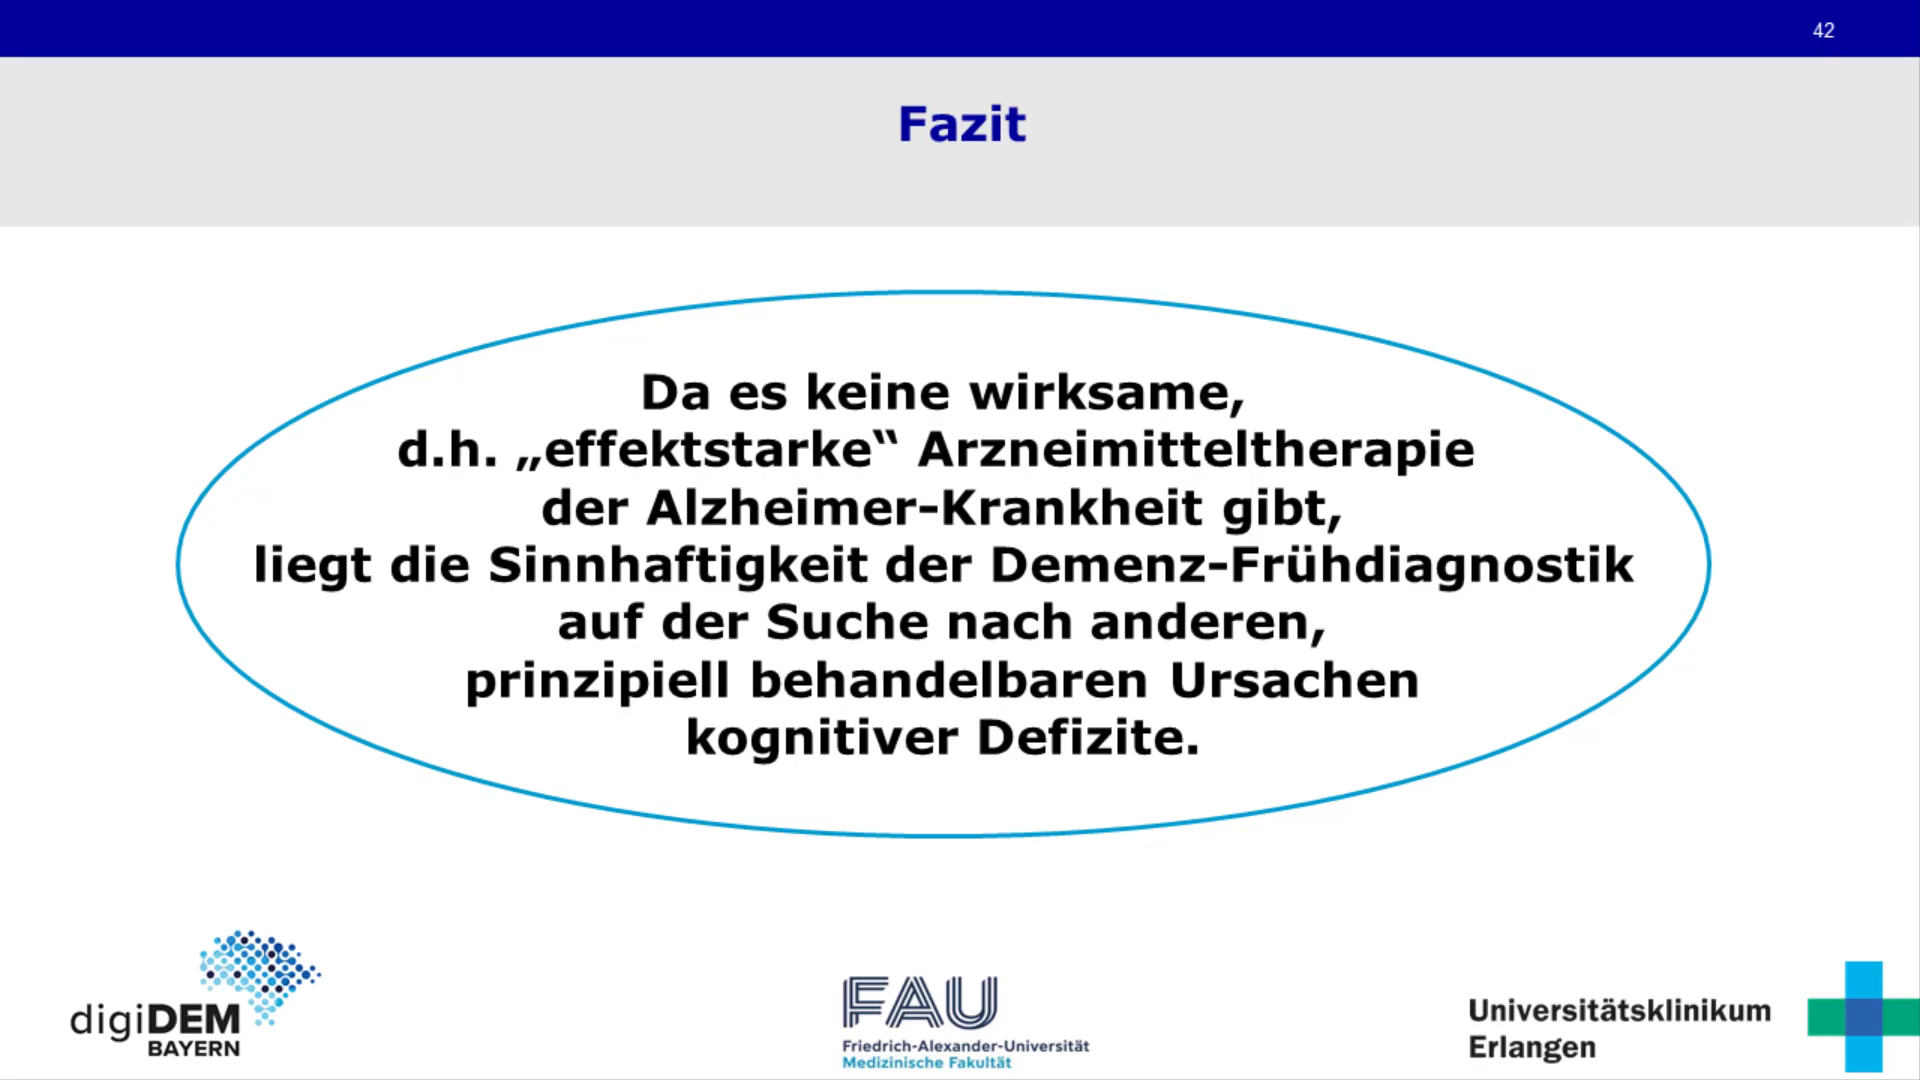 42
Fazit
Da es keine wirksame,
d.h. „effektstarke“ Arzneimitteltherapie
der Alzheimer-Krankheit gibt,
liegt die Sinnhaftigkeit der Demenz-Frühdiagnostik
auf der Suche nach anderen,
prinzipiell behandelbaren Ursachen
kognitiver Defizite.
digiDEM
BAYERN
FAU
Friedrich-Alexander-Universität
Medizinische Fakultät
Universitätsklinikum
Erlangen